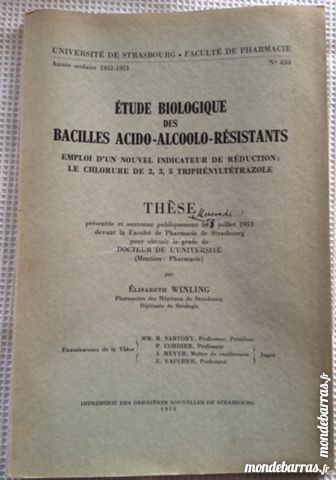 UNIVERSITÉ DE STRASBOURG - FACULTÉ DE PHARMACIE
Année scolaire 1952-1953 N° 634
ÉTUDE BIOLOGIQUE
DES
BACILLES ACIDO-ALCOOLO-RÉSISTANTS
EMPLOI D'UN NOUVEL INDICATEUR DE RÉDUCTION:
LE CHLORURE DE 2, 3, 5 TRIPHÉNYLTÉTRAZOLE
THÈSE
Mercredi
présentée et soutenue publiquement le 8 juillet 1953
devant la Faculté de Pharmacie de Strasbourg
pour obtenir le grade de
DOCTEUR DE L'UNIVERSITÉ
(Mention: Pharmacie)
par
ÉLISABETH WINLING
Pharmacien des Hôpitaux de Strasbourg
Diplômée de Sérologie
Examinateurs de la Thèse
MM. R. SARTORY, Professeur, Président
P. CORDIER, Professeur
J. MEYER, Maître de conférences
E. VAUCHER, Professeur
Juges
IMPRIMERIE DES DERNIÈRES NOUVELLES DE STRASBOURG
1953
mondebarras.fr
mondebarras.fr